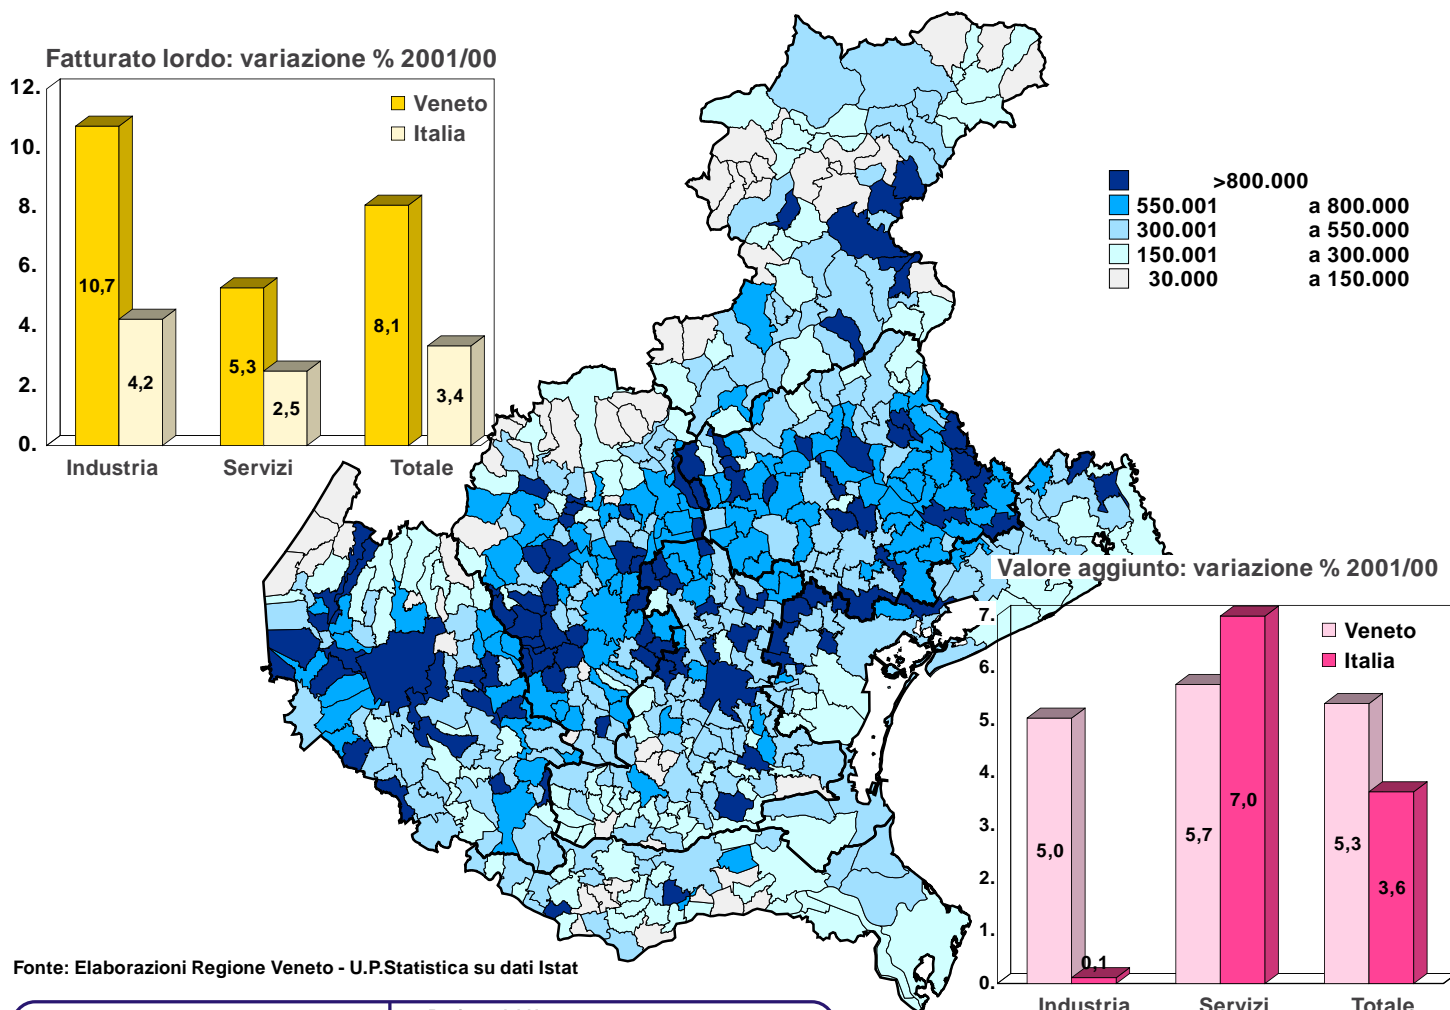 Fatturato lordo: variazione % 2001/00
12.
10.
8.
6.
4.
2.
0.
Veneto
Italia
10,7
4,2
5,3
2,5
8,1
3,4
Industria Servizi Totale
>800.000
550.001 a 800.000
300.001 a 550.000
150.001 a 300.000
30.000 a 150.000
Valore aggiunto: variazione % 2001/00
7.
6.
5.
4.
3.
2.
1.
0.
Veneto
Italia
5,0
0,1
5,7
7,0
5,3
3,6
Industria Servizi Totale
Fonte: Elaborazioni Regione Veneto - U.P.Statistica su dati Istat